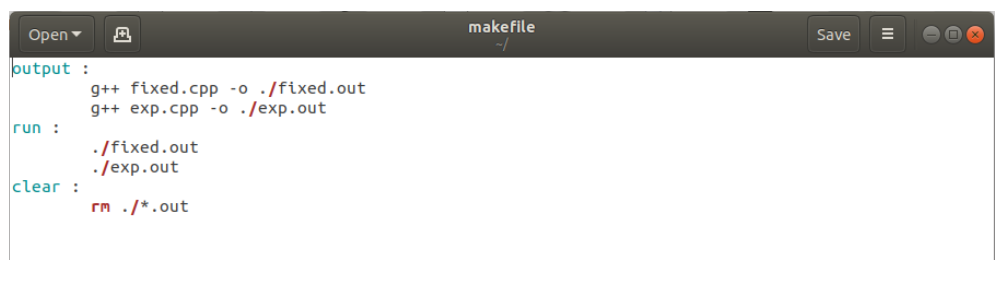 Open
makefile
~/
Save
output :
g++ fixed.cpp -o ./fixed.out
g++ exp.cpp -o ./exp.out
run :
./fixed.out
./exp.out
clear :
rm ./*.out